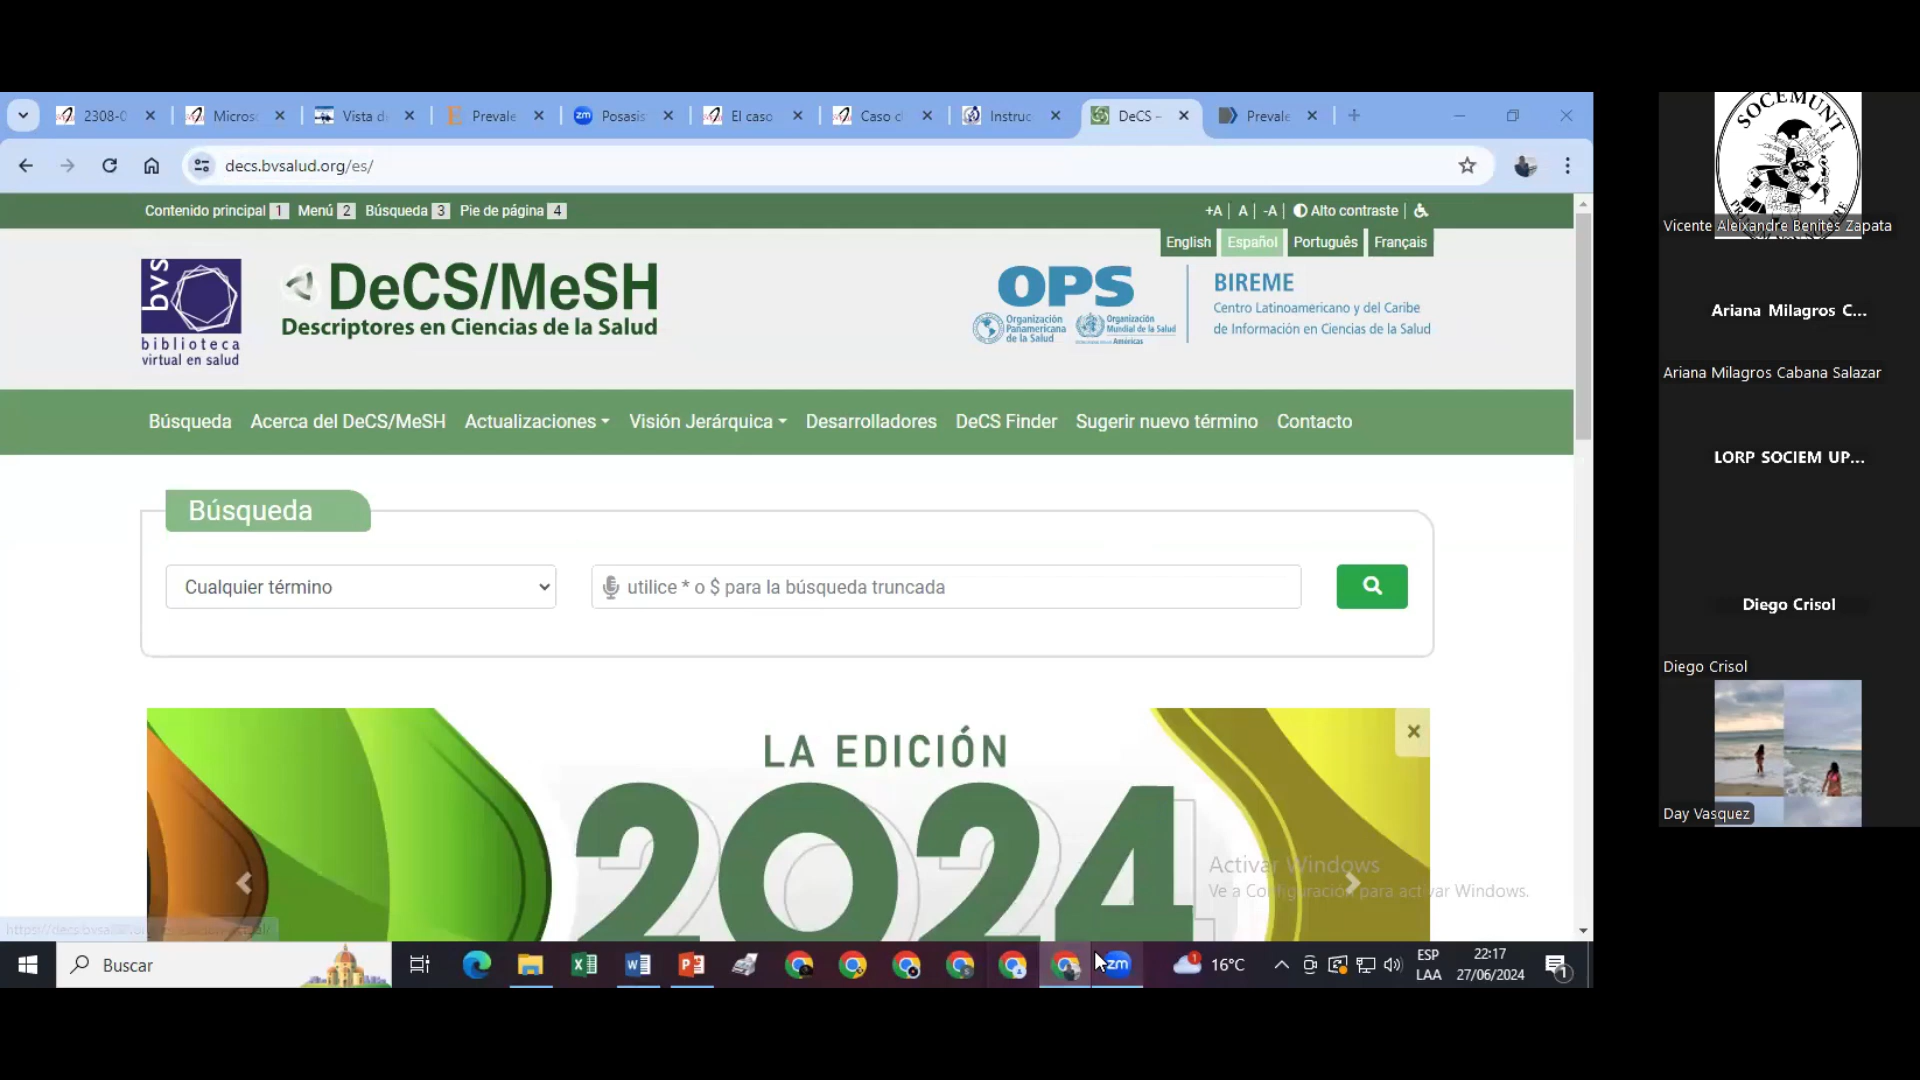 2308-0
Micros
Vista d
Prevale
Posasis
El caso
Caso c
Instruc
DeCS –
Prevale
decs.bvsalud.org/es/
Contenido principal 1 Menú 2 Búsqueda 3 Pie de página 4
+A | A | -A | Alto contraste |
English Español Português Français
bvs
biblioteca
virtual en salud
DeCS/MeSH
Descriptores en Ciencias de la Salud
OPS
Organización
Panamericana
de la Salud
Organización
Mundial de la Salud
Américas
BIREME
Centro Latinoamericano y del Caribe
de Información en Ciencias de la Salud
Búsqueda Acerca del DeCS/MeSH Actualizaciones Visión Jerárquica Desarrolladores DeCS Finder Sugerir nuevo término Contacto
Búsqueda
Cualquier término
utilice * o $ para la búsqueda truncada
LA EDICIÓN
2024
Activar Windows
Ve a Configuración para activar Windows.
Buscar
zm
16°C
ESP
LAA
22:17
27/06/2024
1
SOCEMUNT
Vicente Aleixandre Benites Zapata
Ariana Milagros C...
Ariana Milagros Cabana Salazar
LORP SOCIEM UP...
Diego Crisol
Diego Crisol
Day Vasquez